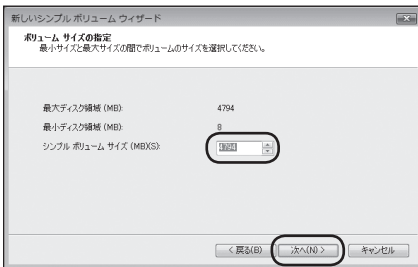 新しいシンプル ボリューム ウィザード
ボリューム サイズの指定
最小サイズと最大サイズの間でボリュームのサイズを選択してください。
最大ディスク領域 (MB): 4794
最小ディスク領域 (MB): 8
シンプル ボリューム サイズ (MB)(S): 4794
< 戻る(B) 次へ(N) > キャンセル